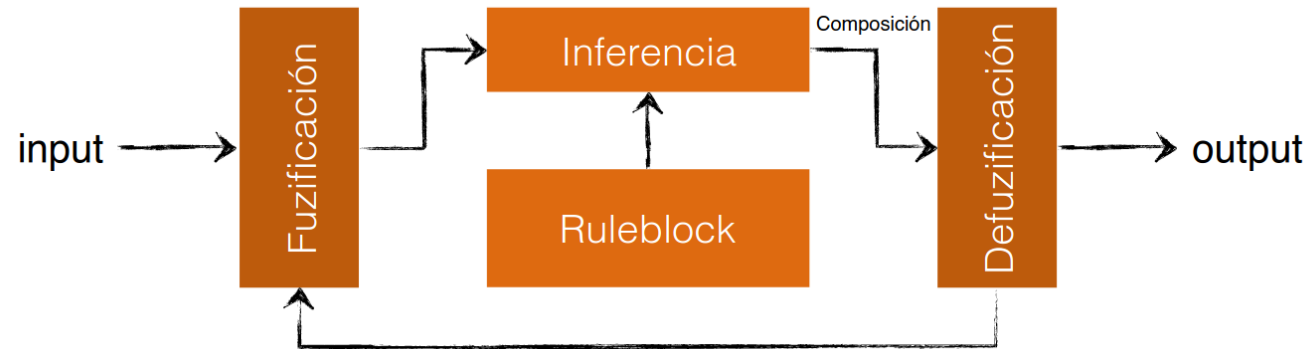 input
Fuzificación
Inferencia
Ruleblock
Composición
Defuzificación
output